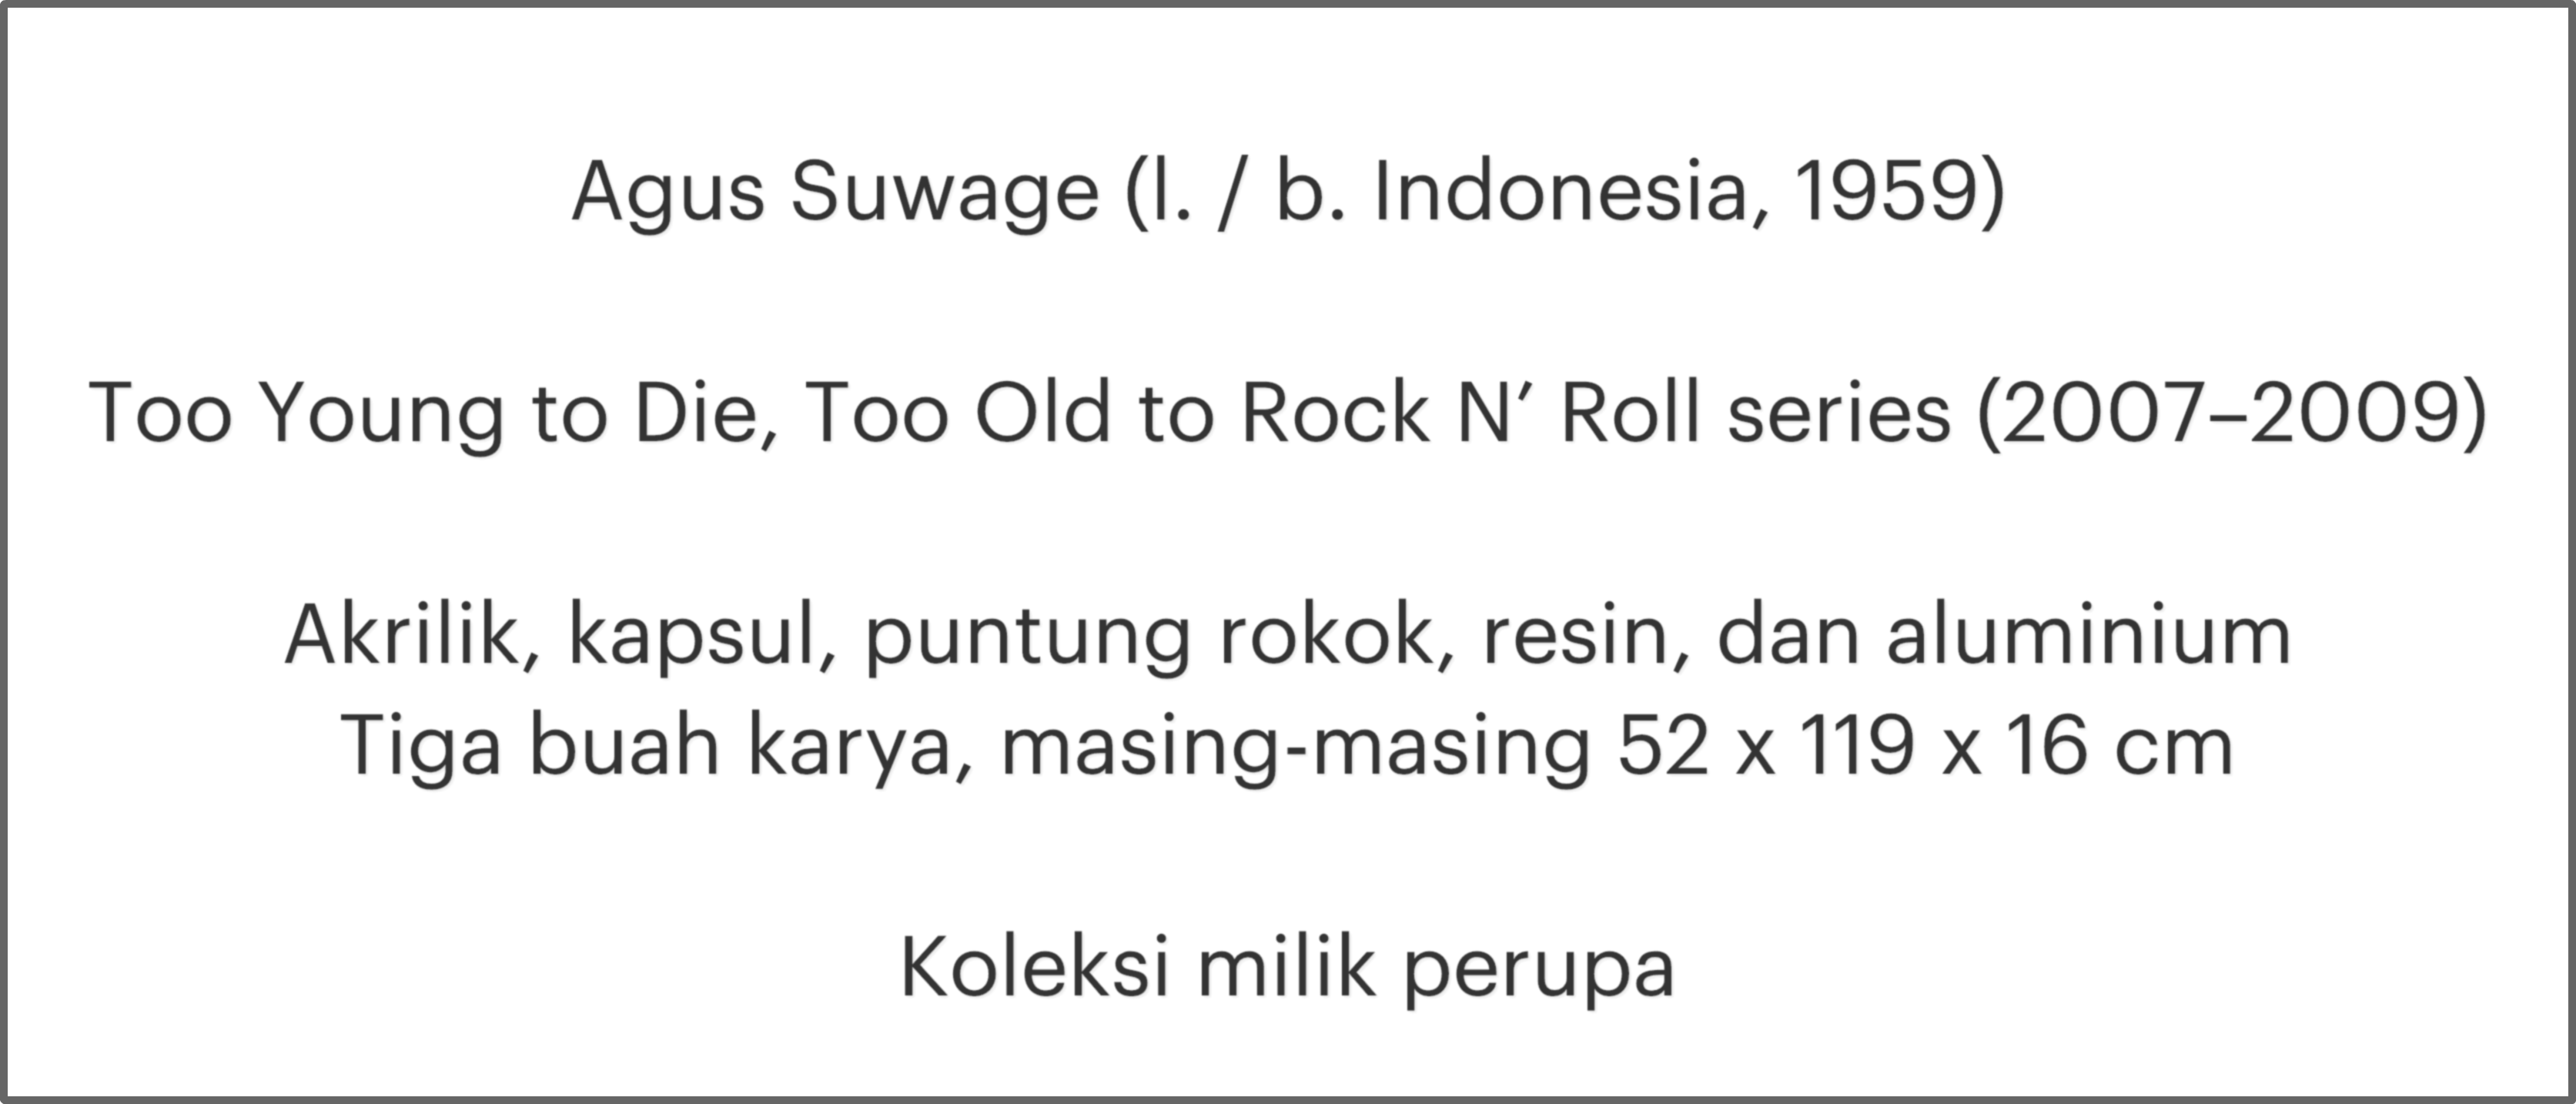 Agus Suwage (l. / b. Indonesia, 1959)
Too Young to Die, Too Old to Rock N’ Roll series (2007–2009)
Akrilik, kapsul, puntung rokok, resin, dan aluminium
Tiga buah karya, masing-masing 52 x 119 x 16 cm
Koleksi milik perupa